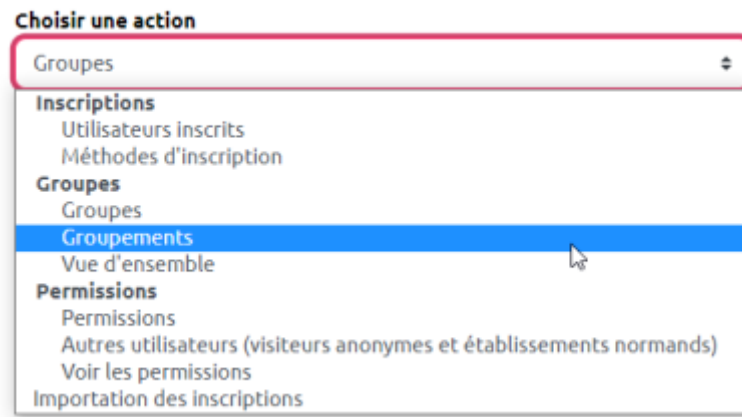 Choisir une action
Groupes
Inscriptions
Utilisateurs inscrits
Méthodes d'inscription
Groupes
Groupes
Groupements
Vue d'ensemble
Permissions
Permissions
Autres utilisateurs (visiteurs anonymes et établissements normands)
Voir les permissions
Importation des inscriptions